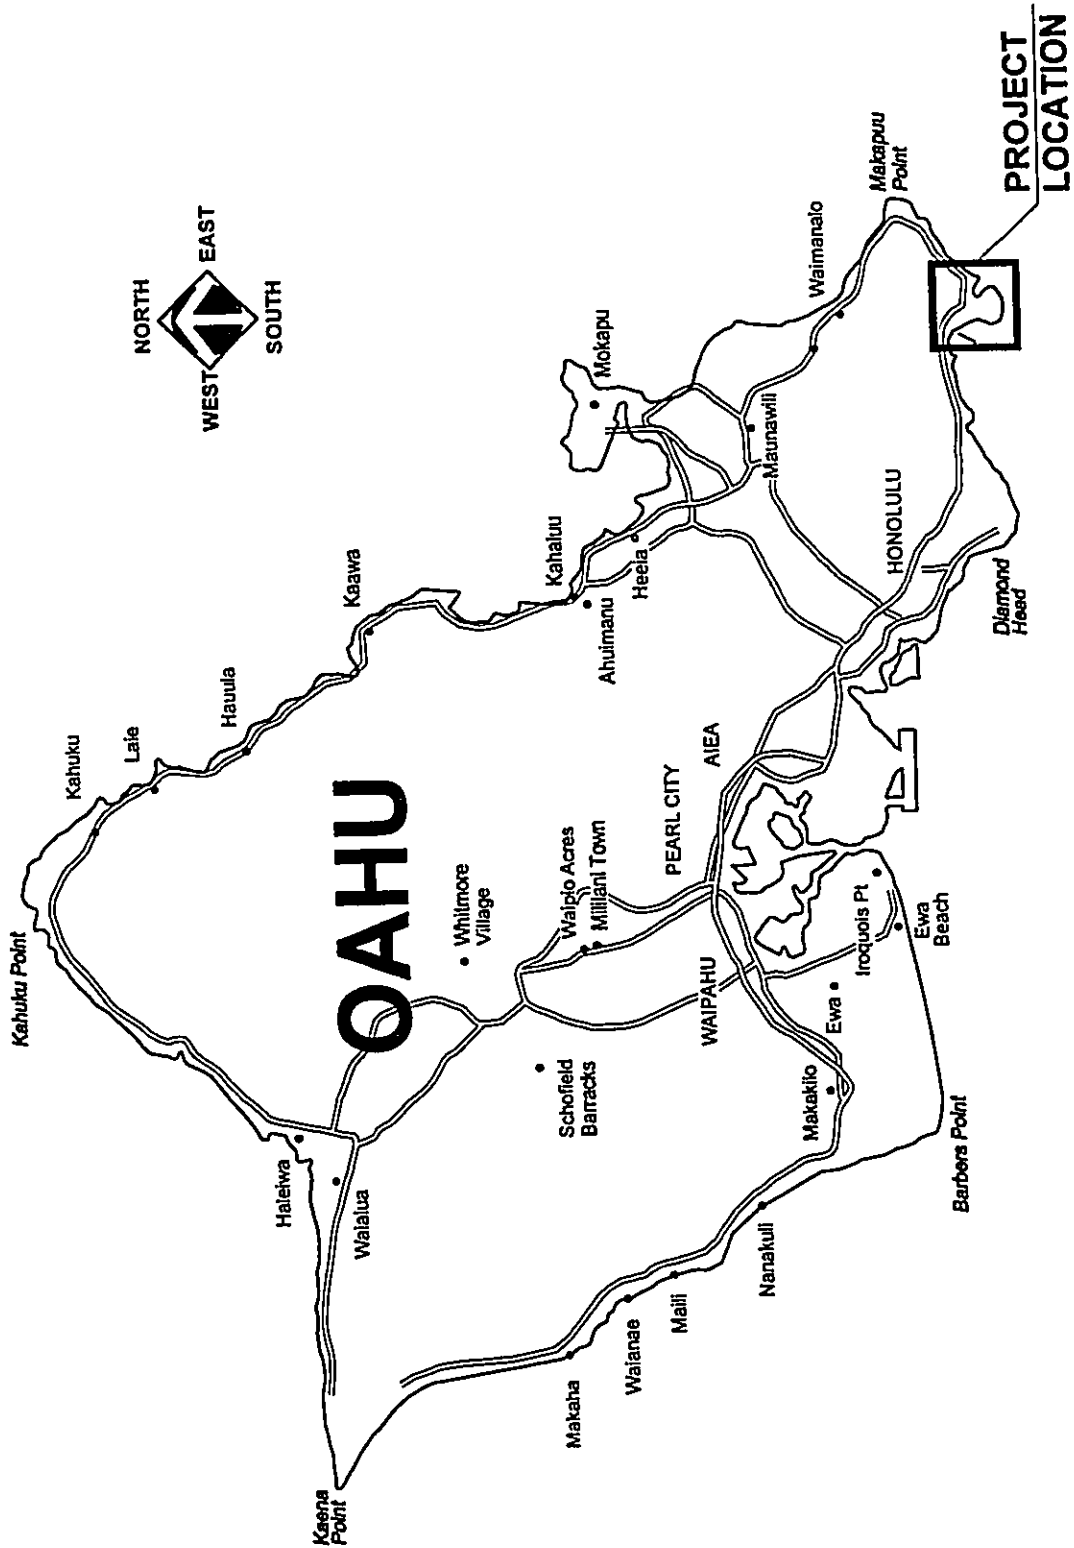 Kahuku Point
Kahuku
Laie
Hauula
Kaawa
NORTH
WEST
EAST
SOUTH
Haleiwa
Waialua
Kaena
Point
OAHU
Whitmore
Village
Kahaluu
Ahuimanu
Heeia
Mokapu
Schofield
Barracks
Waipio Acres
Mililani Town
Makaha
Waianae
Maili
Nanakuli
PEARL CITY
AIEA
WAIPAHU
Maunawili
Waimanalo
Makapuu
Point
Makakilo
Ewa
Iroquois Pt
Ewa
Beach
HONOLULU
Barbers Point
Diamond
Head
PROJECT
LOCATION